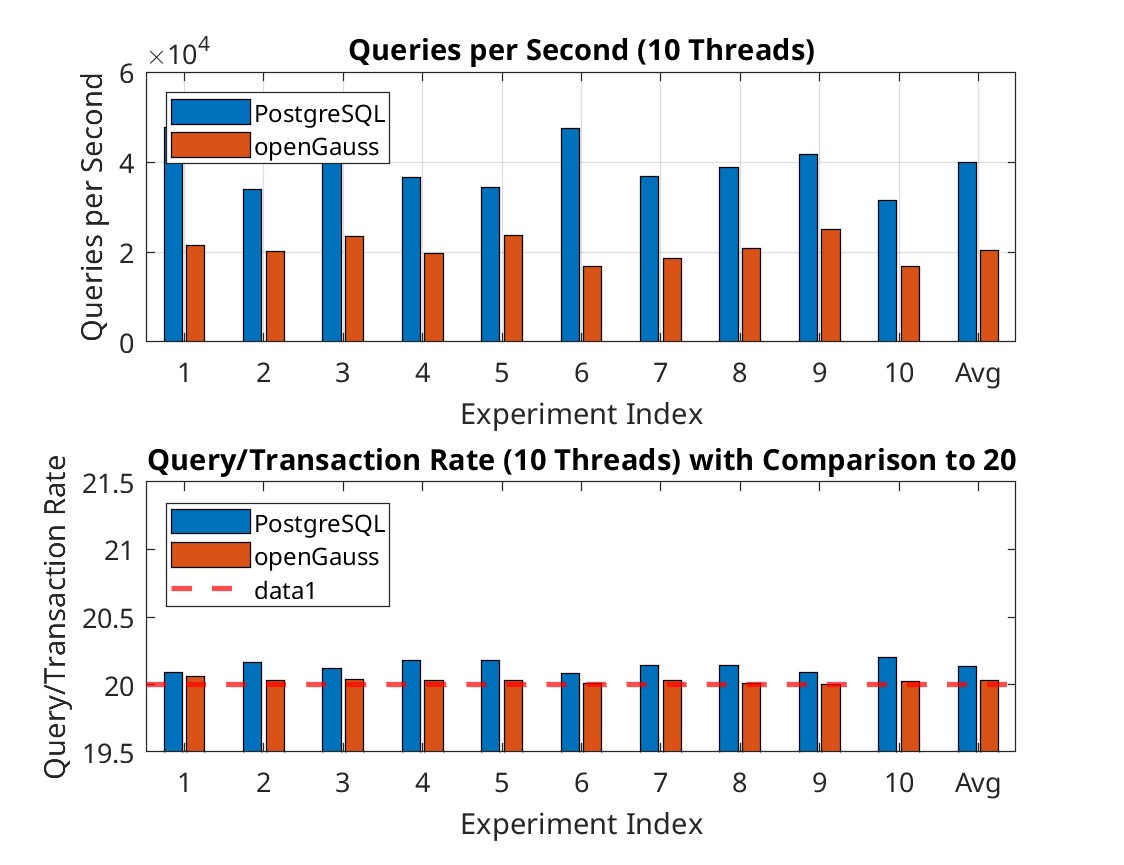 ×10⁴
Queries per Second (10 Threads)
6
4
2
0
Queries per Second
PostgreSQL
openGauss
1 2 3 4 5 6 7 8 9 10 Avg
Experiment Index
Query/Transaction Rate (10 Threads) with Comparison to 20
21.5
21
20.5
20
19.5
Query/Transaction Rate
PostgreSQL
openGauss
data1
1 2 3 4 5 6 7 8 9 10 Avg
Experiment Index